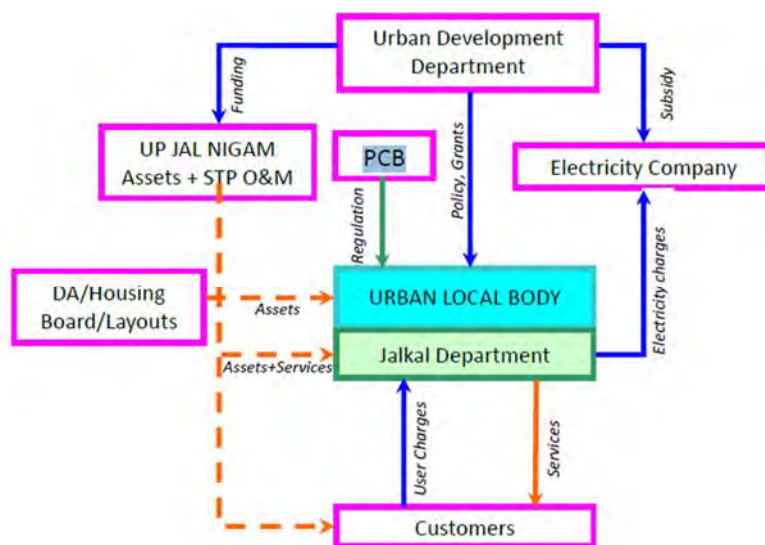 Urban Development
Department
Funding
Subsidy
UP JAL NIGAM
Assets + STP O&M
PCB
Policy, Grants
Electricity Company
Regulation
DA/Housing
Board/Layouts
Assets
URBAN LOCAL BODY
Electricity charges
Assets+Services
Jalkal Department
User Charges
Services
Customers